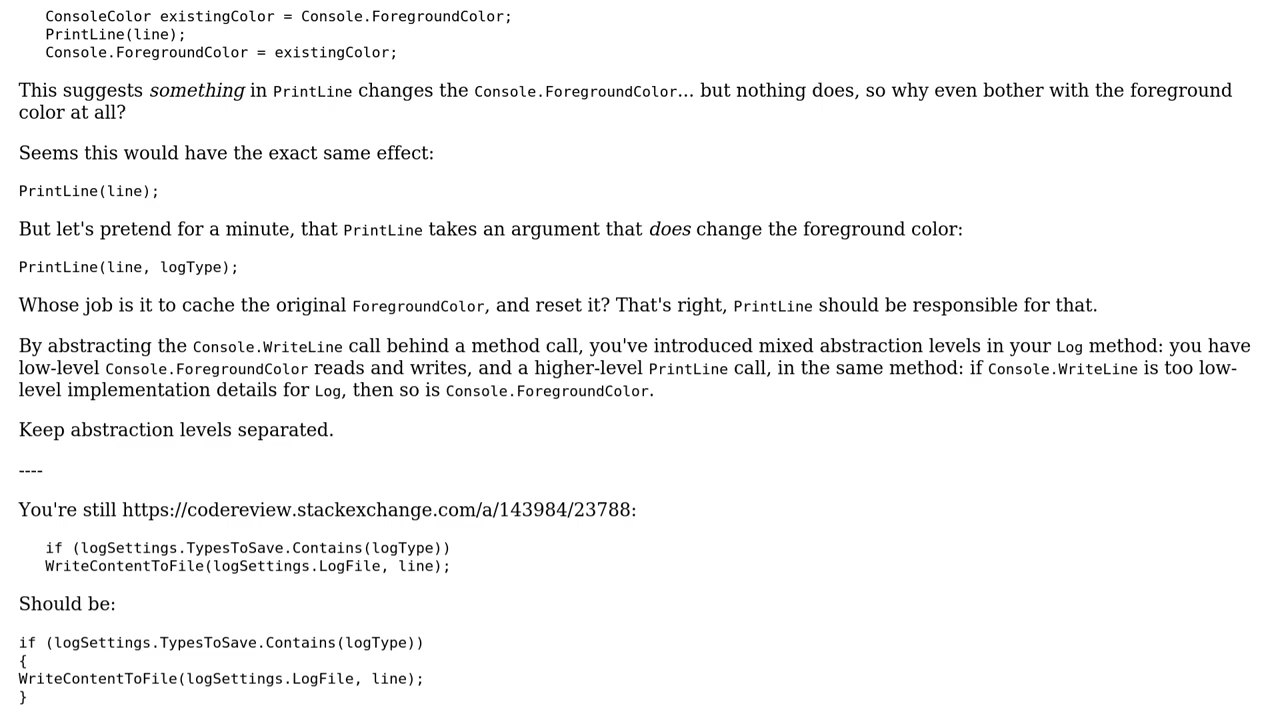 ConsoleColor existingColor = Console.ForegroundColor;
PrintLine(line);
Console.ForegroundColor = existingColor;
This suggests something in PrintLine changes the Console.ForegroundColor... but nothing does, so why even bother with the foreground
color at all?
Seems this would have the exact same effect:
PrintLine(line);
But let's pretend for a minute, that PrintLine takes an argument that does change the foreground color:
PrintLine(line, logType);
Whose job is it to cache the original ForegroundColor, and reset it? That's right, PrintLine should be responsible for that.
By abstracting the Console.WriteLine call behind a method call, you've introduced mixed abstraction levels in your Log method: you have
low-level Console.ForegroundColor reads and writes, and a higher-level PrintLine call, in the same method: if Console.WriteLine is too low-
level implementation details for Log, then so is Console.ForegroundColor.
Keep abstraction levels separated.
----
You're still https://codereview.stackexchange.com/a/143984/23788:
if (logSettings.TypesToSave.Contains(logType))
WriteContentToFile(logSettings.LogFile, line);
Should be:
if (logSettings.TypesToSave.Contains(logType))
{
WriteContentToFile(logSettings.LogFile, line);
}